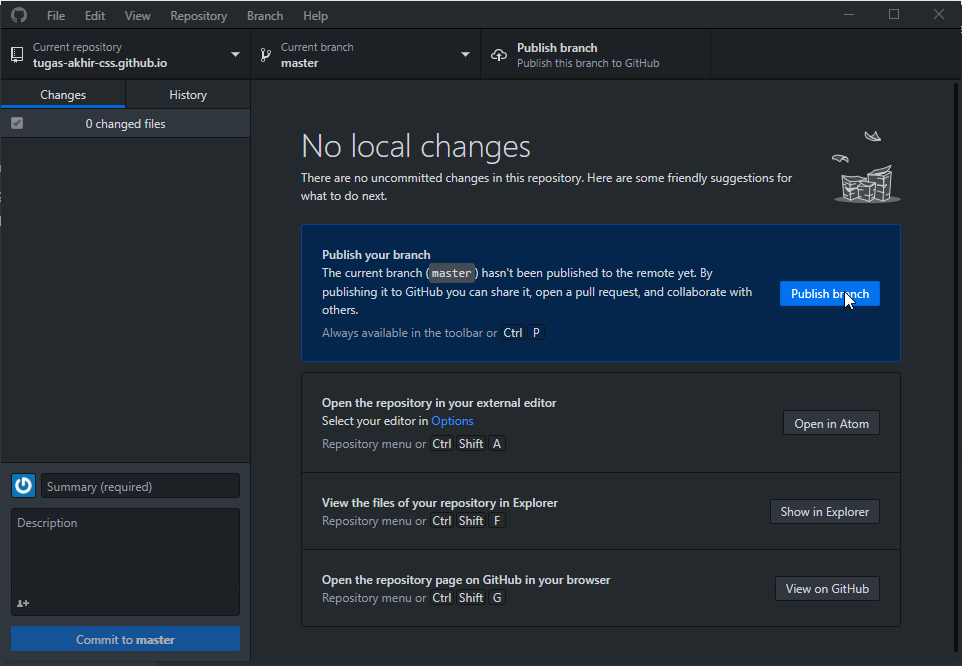 File Edit View Repository Branch Help
Current repository
tugas-akhir-css.github.io
Current branch
master
Publish branch
Publish this branch to GitHub
Changes History
0 changed files
No local changes
There are no uncommitted changes in this repository. Here are some friendly suggestions for
what to do next.
Publish your branch
The current branch (master) hasn't been published to the remote yet. By
publishing it to GitHub you can share it, open a pull request, and collaborate with
others.
Always available in the toolbar or Ctrl P
Publish branch
Open the repository in your external editor
Select your editor in Options
Repository menu or Ctrl Shift A
Open in Atom
View the files of your repository in Explorer
Repository menu or Ctrl Shift F
Show in Explorer
Open the repository page on GitHub in your browser
Repository menu or Ctrl Shift G
View on GitHub
Summary (required)
Description
Commit to master